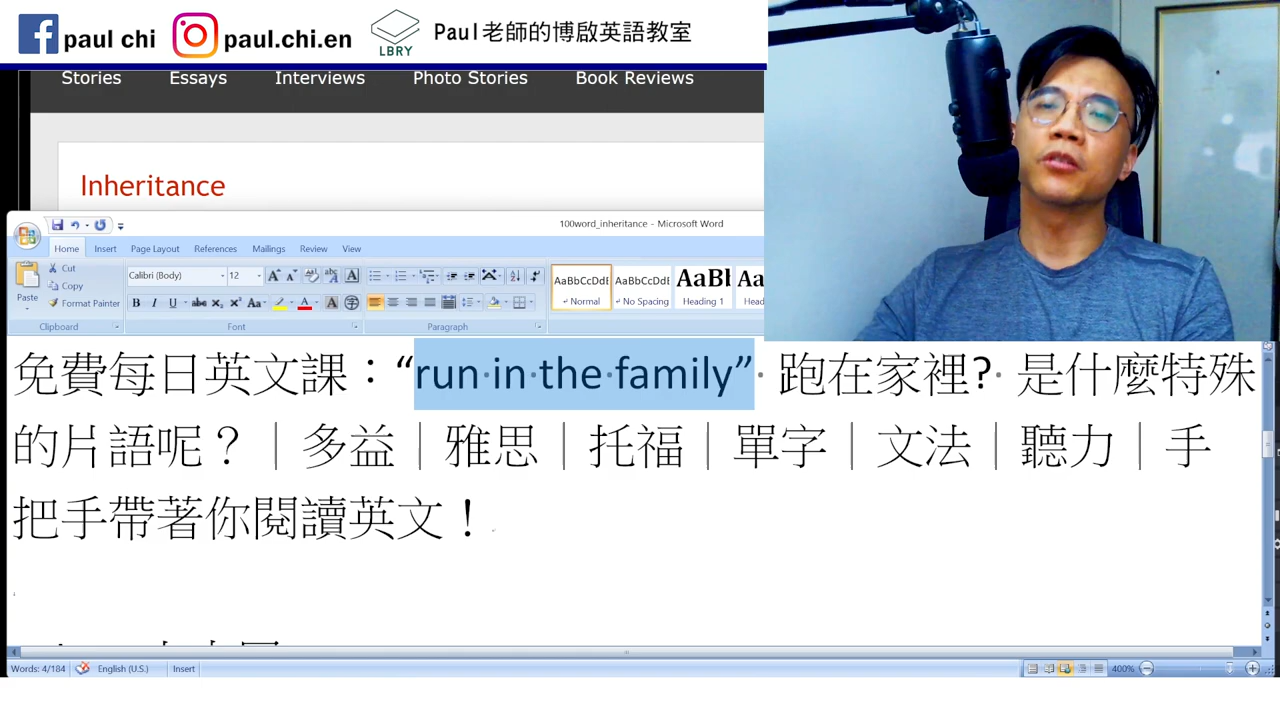 paul chi
paul.chi.en
LBRY
Paul老師的博啟英語教室
Stories Essays Interviews Photo Stories Book Reviews
Inheritance
100word_inheritance - Microsoft Word
Home Insert Page Layout References Mailings Review View
Paste
Cut
Copy
Format Painter
Clipboard
Calibri (Body) 12
Font
Paragraph
AaBbCcDdE AaBbCcDdE AaBl AaB
Normal No Spacing Heading 1 Head
免費每日英文課：“run in the family” 跑在家裡? 是什麼特殊
的片語呢？｜多益｜雅思｜托福｜單字｜文法｜聽力｜手
把手帶著你閱讀英文！
Words: 4/184 English (U.S.) Insert 400%